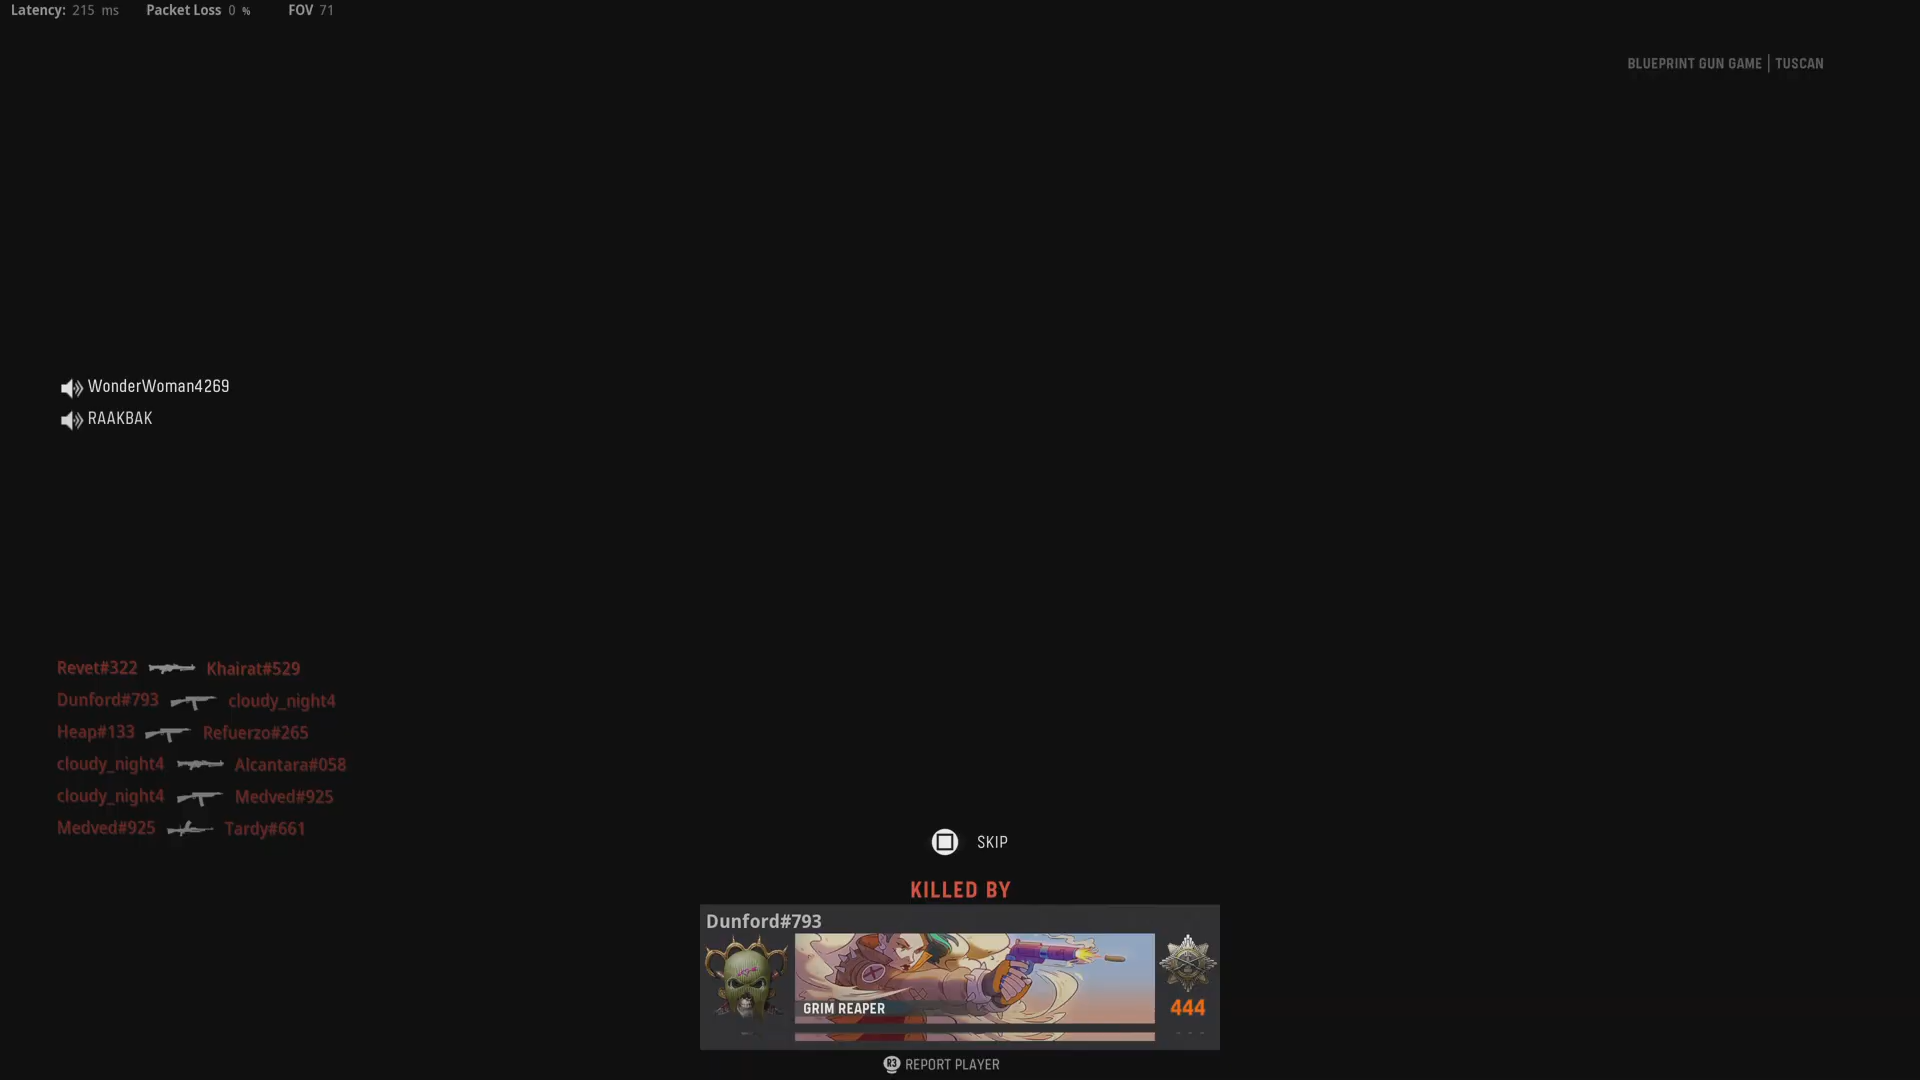 Latency: 215 ms Packet Loss 0 % FOV 71
BLUEPRINT GUN GAME | TUSCAN
WonderWoman4269
RAAKBAK
Revet#322 Khairat#529
Dunford#793 cloudy_night4
Heap#133 Refuerzo#265
cloudy_night4 Alcantara#058
cloudy_night4 Medved#925
Medved#925 Tardy#661
SKIP
KILLED BY
Dunford#793
GRIM REAPER
444
R3 REPORT PLAYER